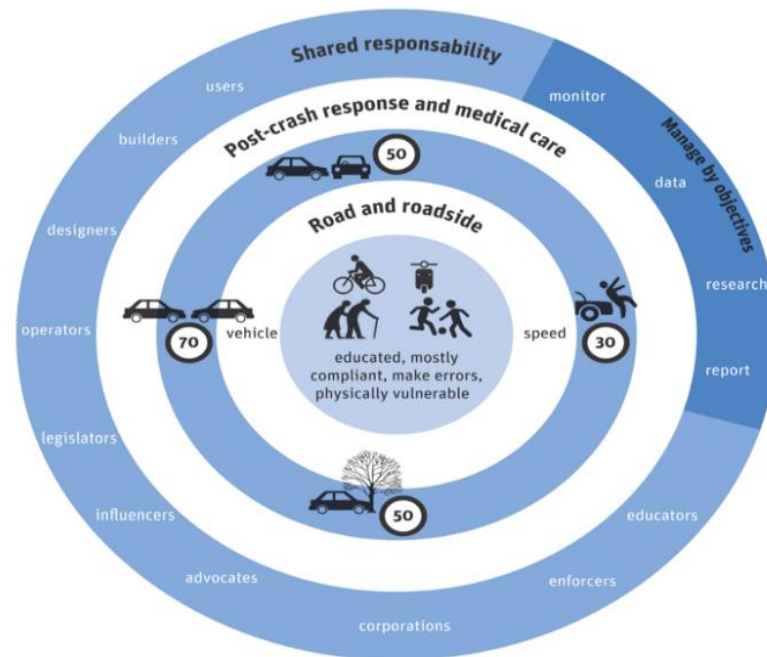 Shared responsability
users
builders
designers
operators
legislators
influencers
advocates
corporations
enforcers
educators
Manage by objectives
monitor
data
research
report
Post-crash response and medical care
50
Road and roadside
70
vehicle
speed
30
educated, mostly
compliant, make errors,
physically vulnerable
50